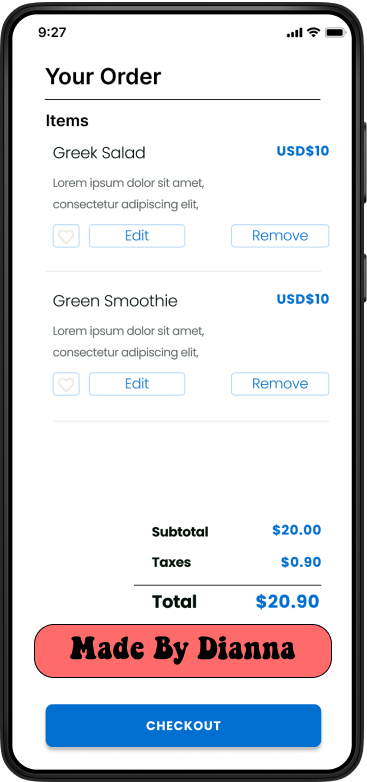 9:27
Your Order
Items
Greek Salad USD$10
Lorem ipsum dolor sit amet,
consectetur adipiscing elit,
Edit Remove
Green Smoothie USD$10
Lorem ipsum dolor sit amet,
consectetur adipiscing elit,
Edit Remove
Subtotal $20.00
Taxes $0.90
Total $20.90
Made By Dianna
CHECKOUT